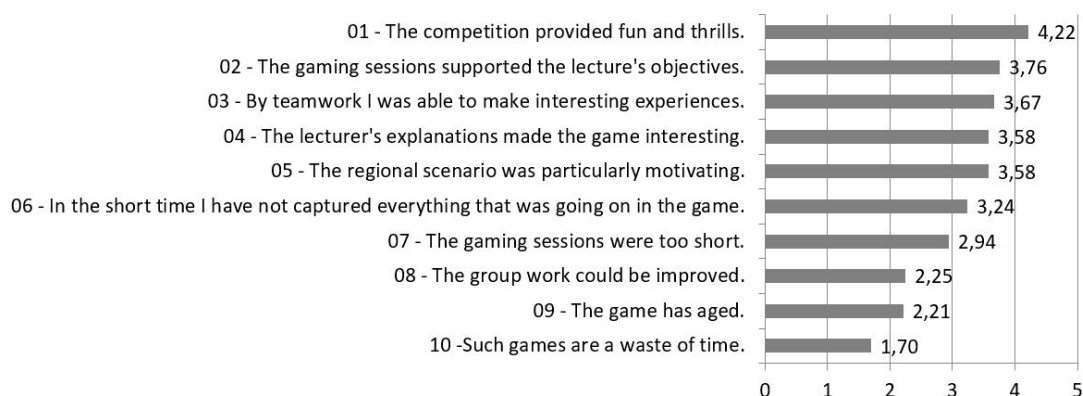 01 - The competition provided fun and thrills.
4,22
02 - The gaming sessions supported the lecture's objectives.
3,76
03 - By teamwork I was able to make interesting experiences.
3,67
04 - The lecturer's explanations made the game interesting.
3,58
05 - The regional scenario was particularly motivating.
3,58
06 - In the short time I have not captured everything that was going on in the game.
3,24
07 - The gaming sessions were too short.
2,94
08 - The group work could be improved.
2,25
09 - The game has aged.
2,21
10 -Such games are a waste of time.
1,70
0 1 2 3 4 5